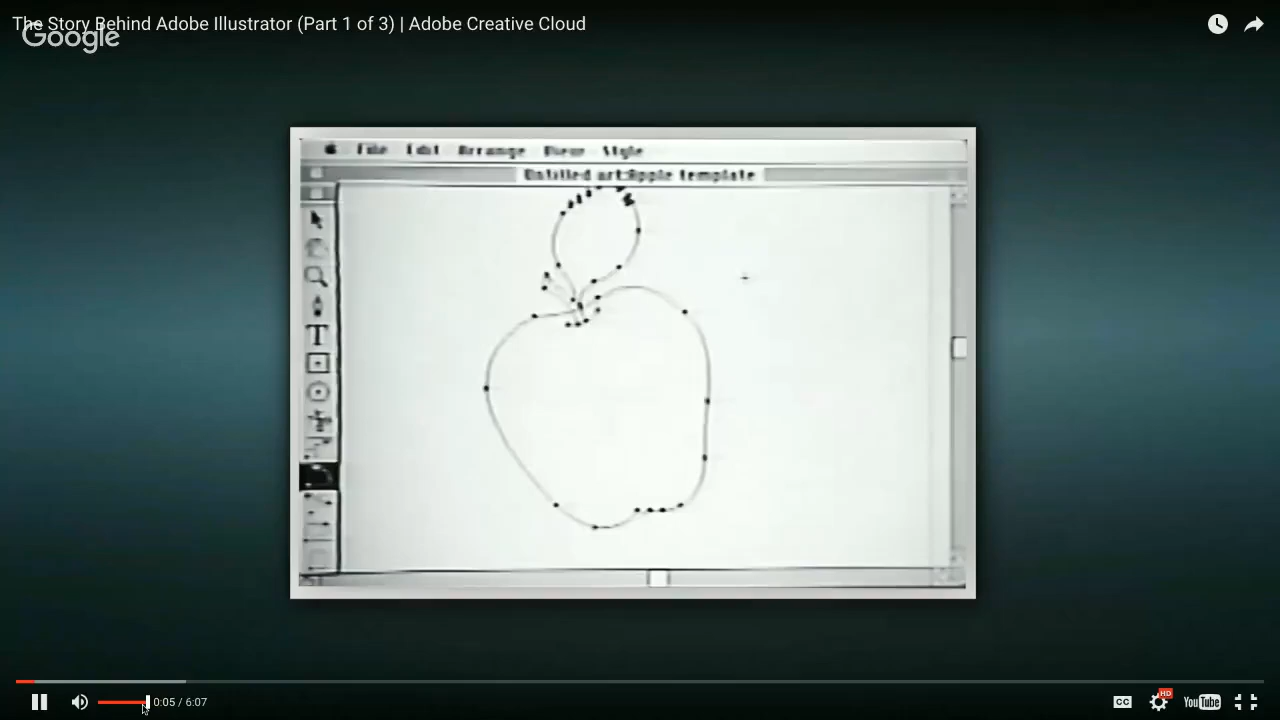 The Story Behind Adobe Illustrator (Part 1 of 3) | Adobe Creative Cloud
Google
File Edit Arrange View Style
Untitled art:Apple template
T
0:05 / 6:07
CC
HD
YouTube